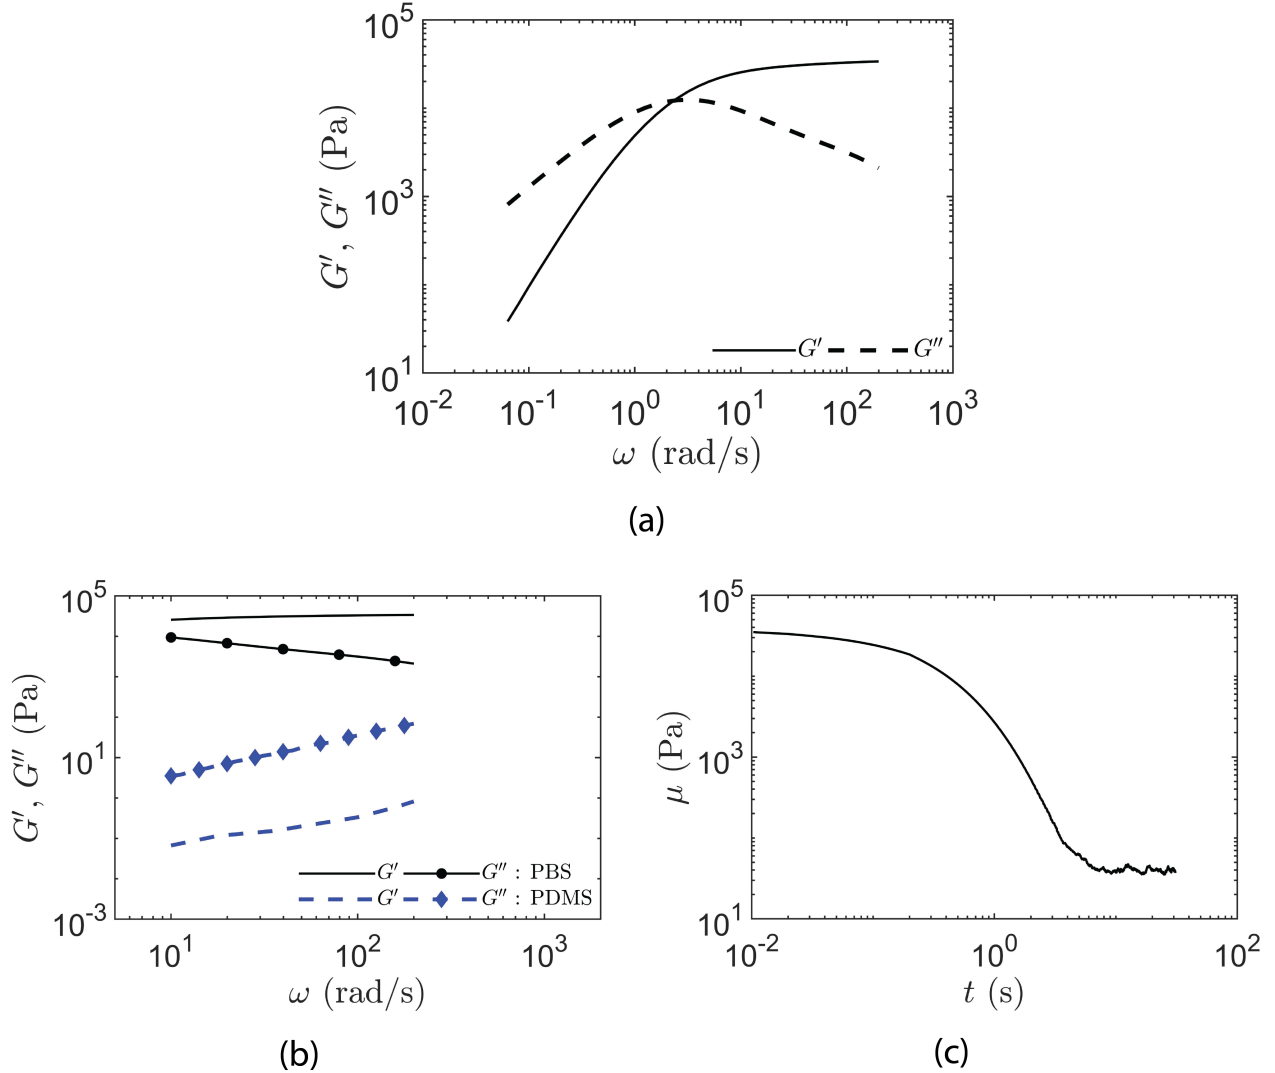 10^5
10^3
10^1
G′, G″ (Pa)
G′ G″
10^-2 10^-1 10^0 10^1 10^2 10^3
ω (rad/s)
(a)
10^5
10^1
10^-3
G′, G″ (Pa)
G′ G″ : PBS
G′ G″ : PDMS
10^1 10^2 10^3
ω (rad/s)
(b)
10^5
10^3
10^1
μ (Pa)
10^-2 10^0 10^2
t (s)
(c)